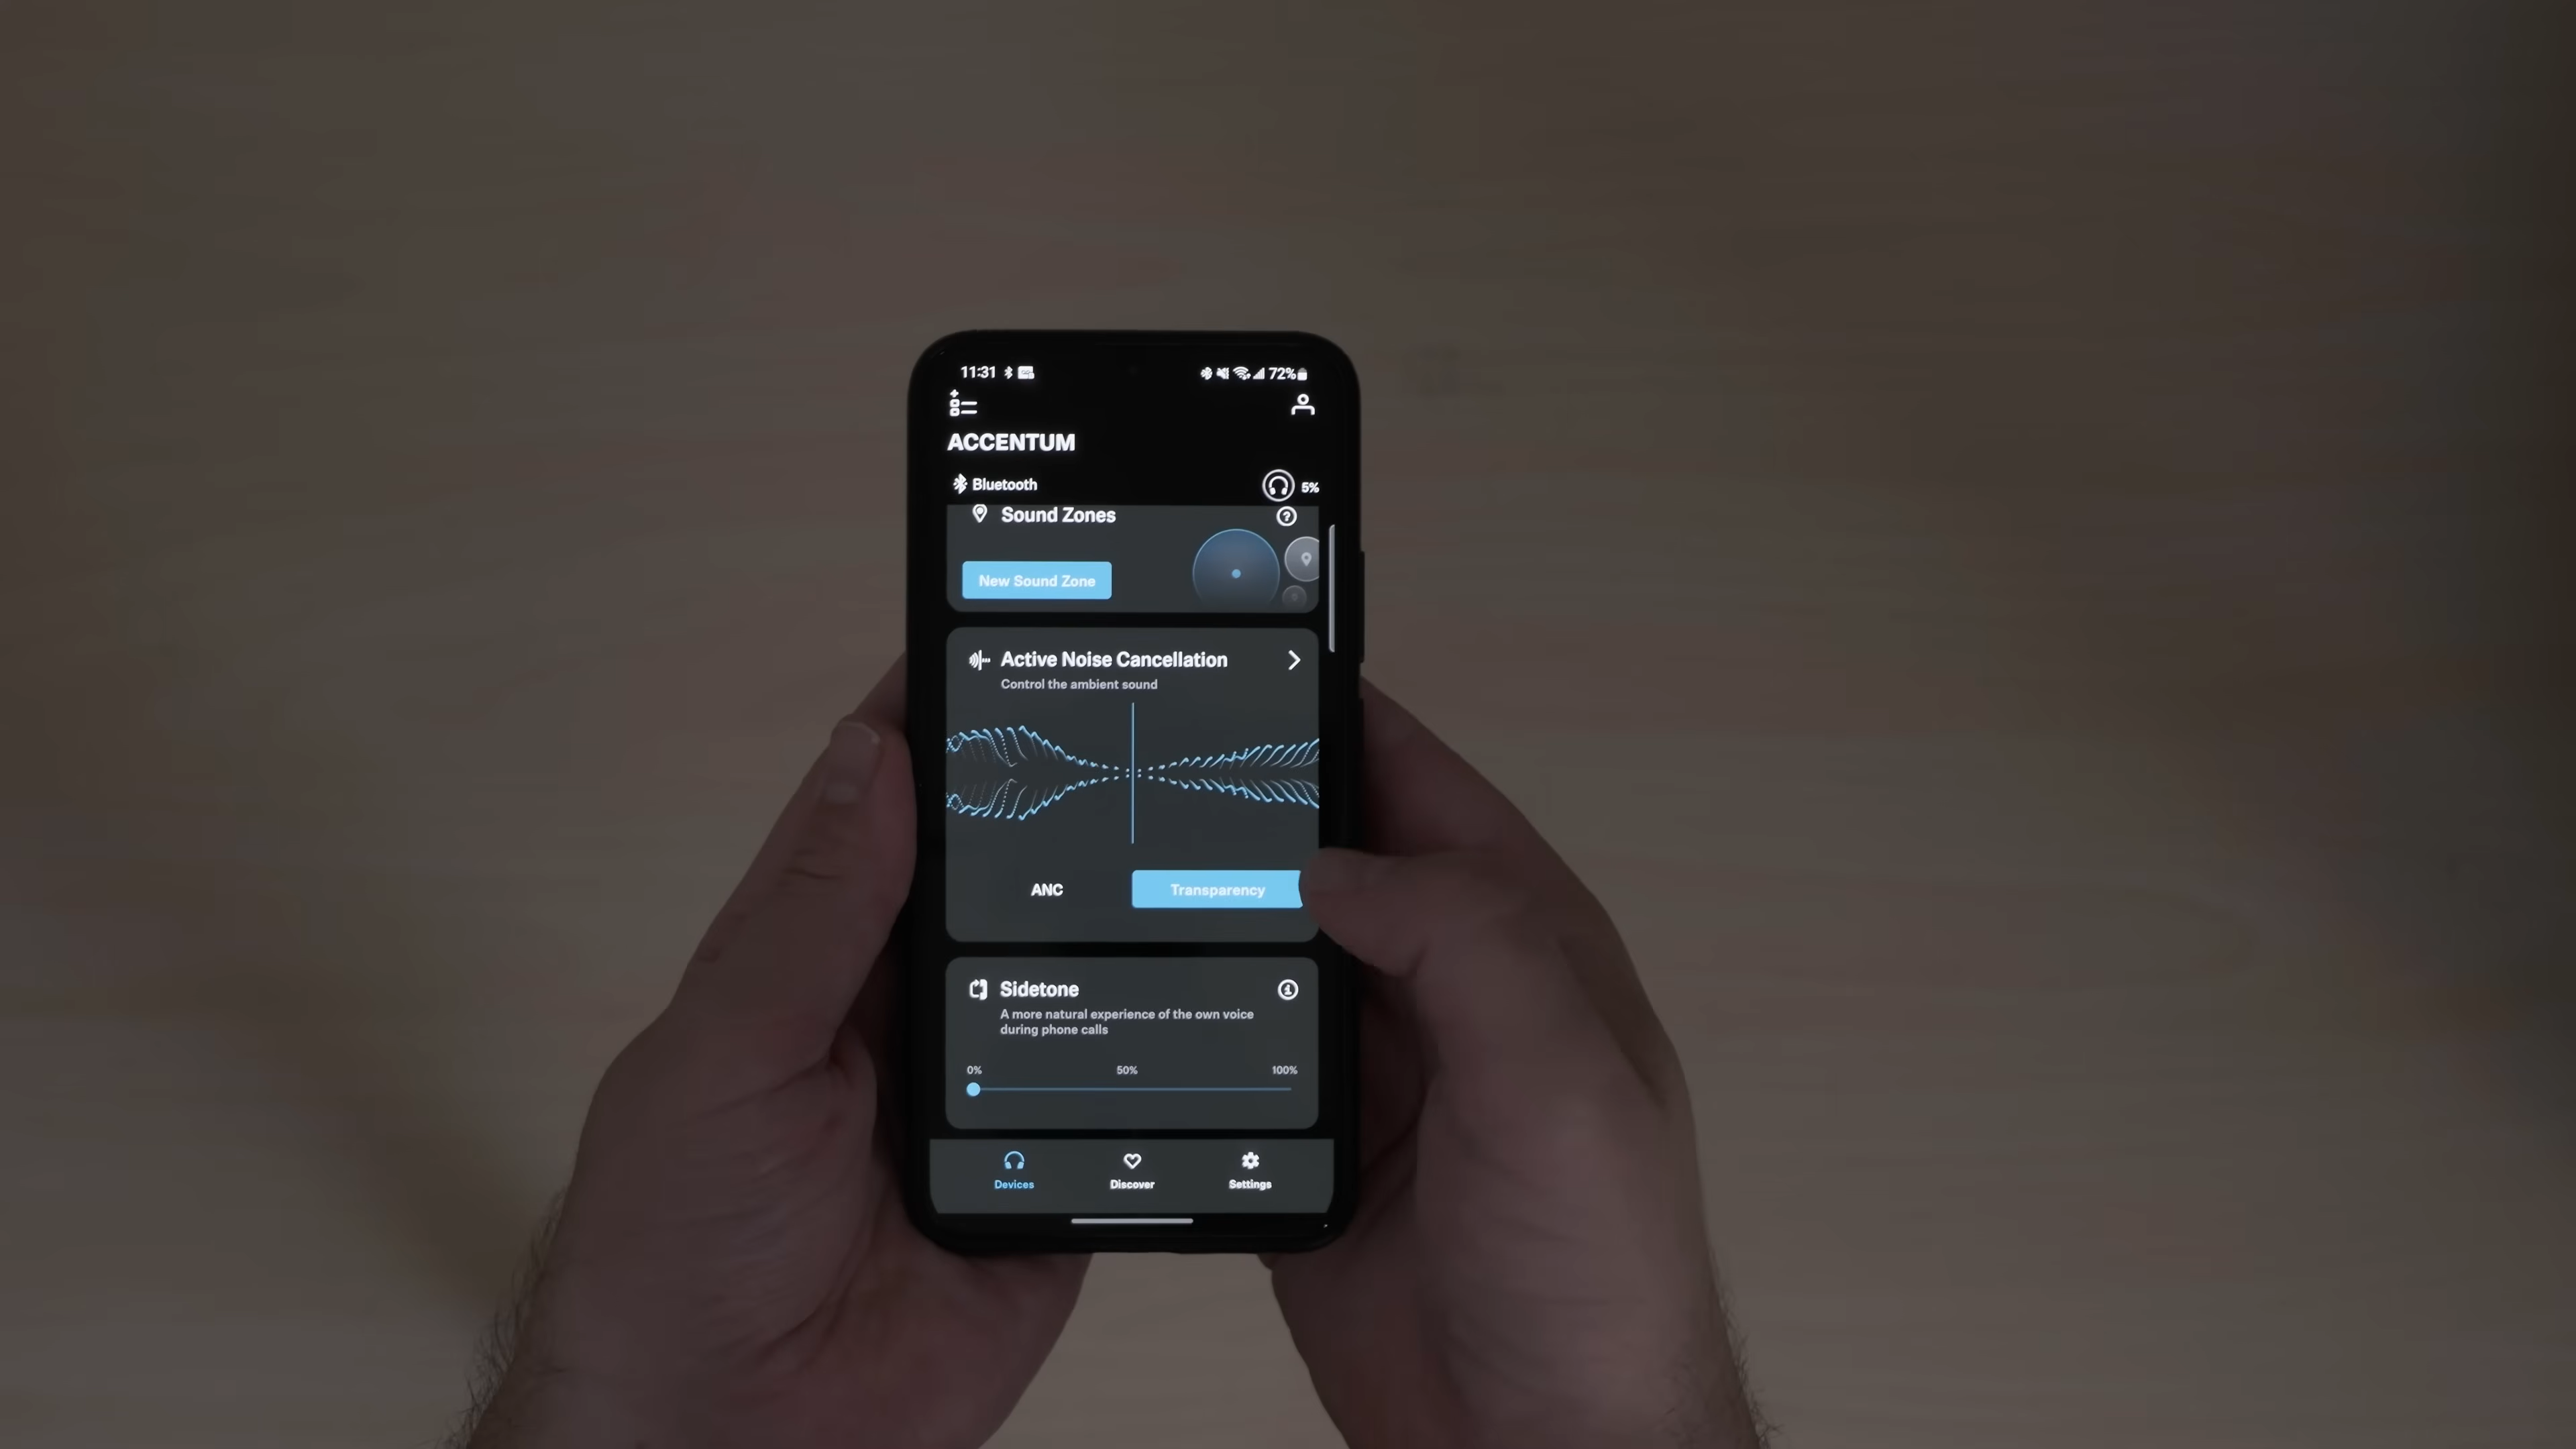 11:31
72%
ACCENTUM
Bluetooth
5%
Sound Zones
New Sound Zone
Active Noise Cancellation
Control the ambient sound
ANC
Transparency
Sidetone
A more natural experience of the own voice
during phone calls
0% 50% 100%
Devices Discover Settings